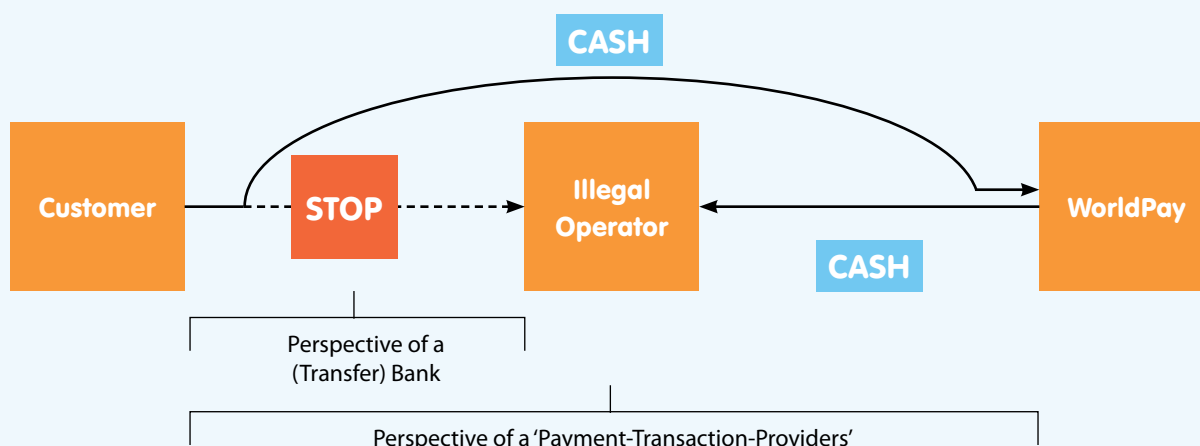 CASH
Customer
STOP
Illegal
Operator
WorldPay
CASH
Perspective of a
(Transfer) Bank
Perspective of a 'Payment-Transaction-Providers'